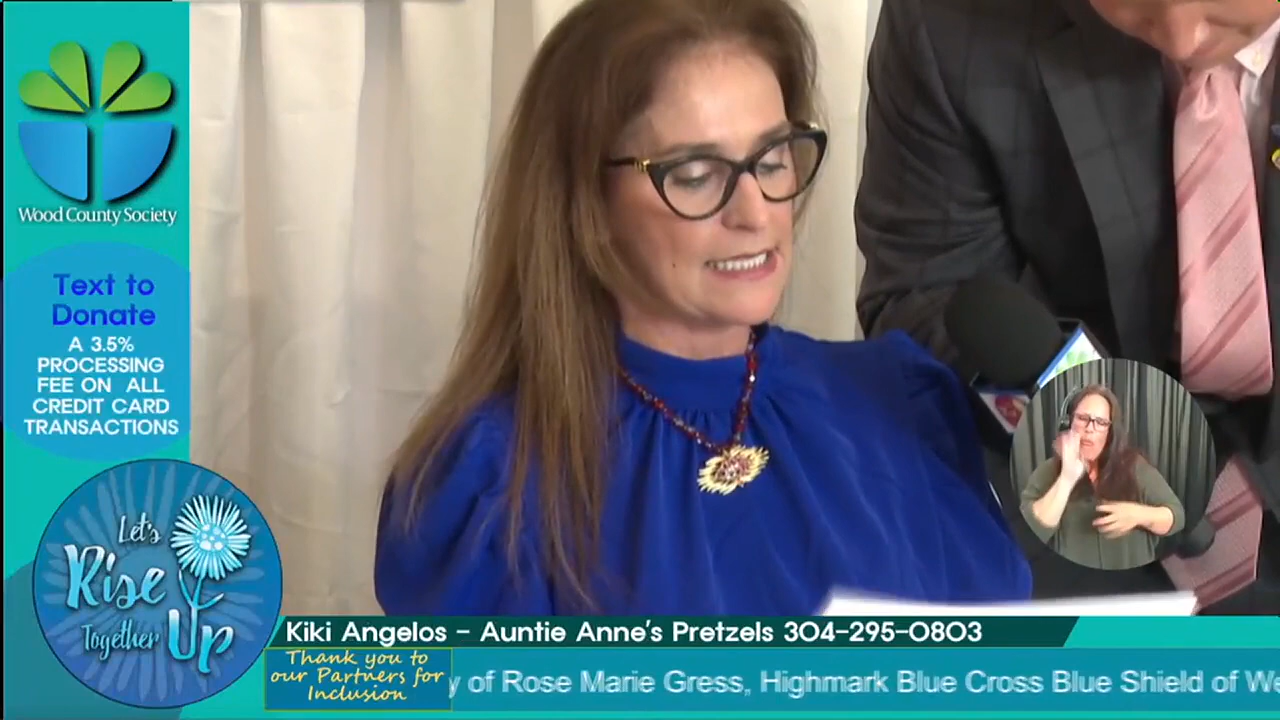 Wood County Society
Text to
Donate
A 3.5%
PROCESSING
FEE ON ALL
CREDIT CARD
TRANSACTIONS
Let's
Rise
Together Up
Kiki Angelos - Auntie Anne's Pretzels 304-295-0803
Thank you to
our Partners for
Inclusion
y of Rose Marie Gress, Highmark Blue Cross Blue Shield of We